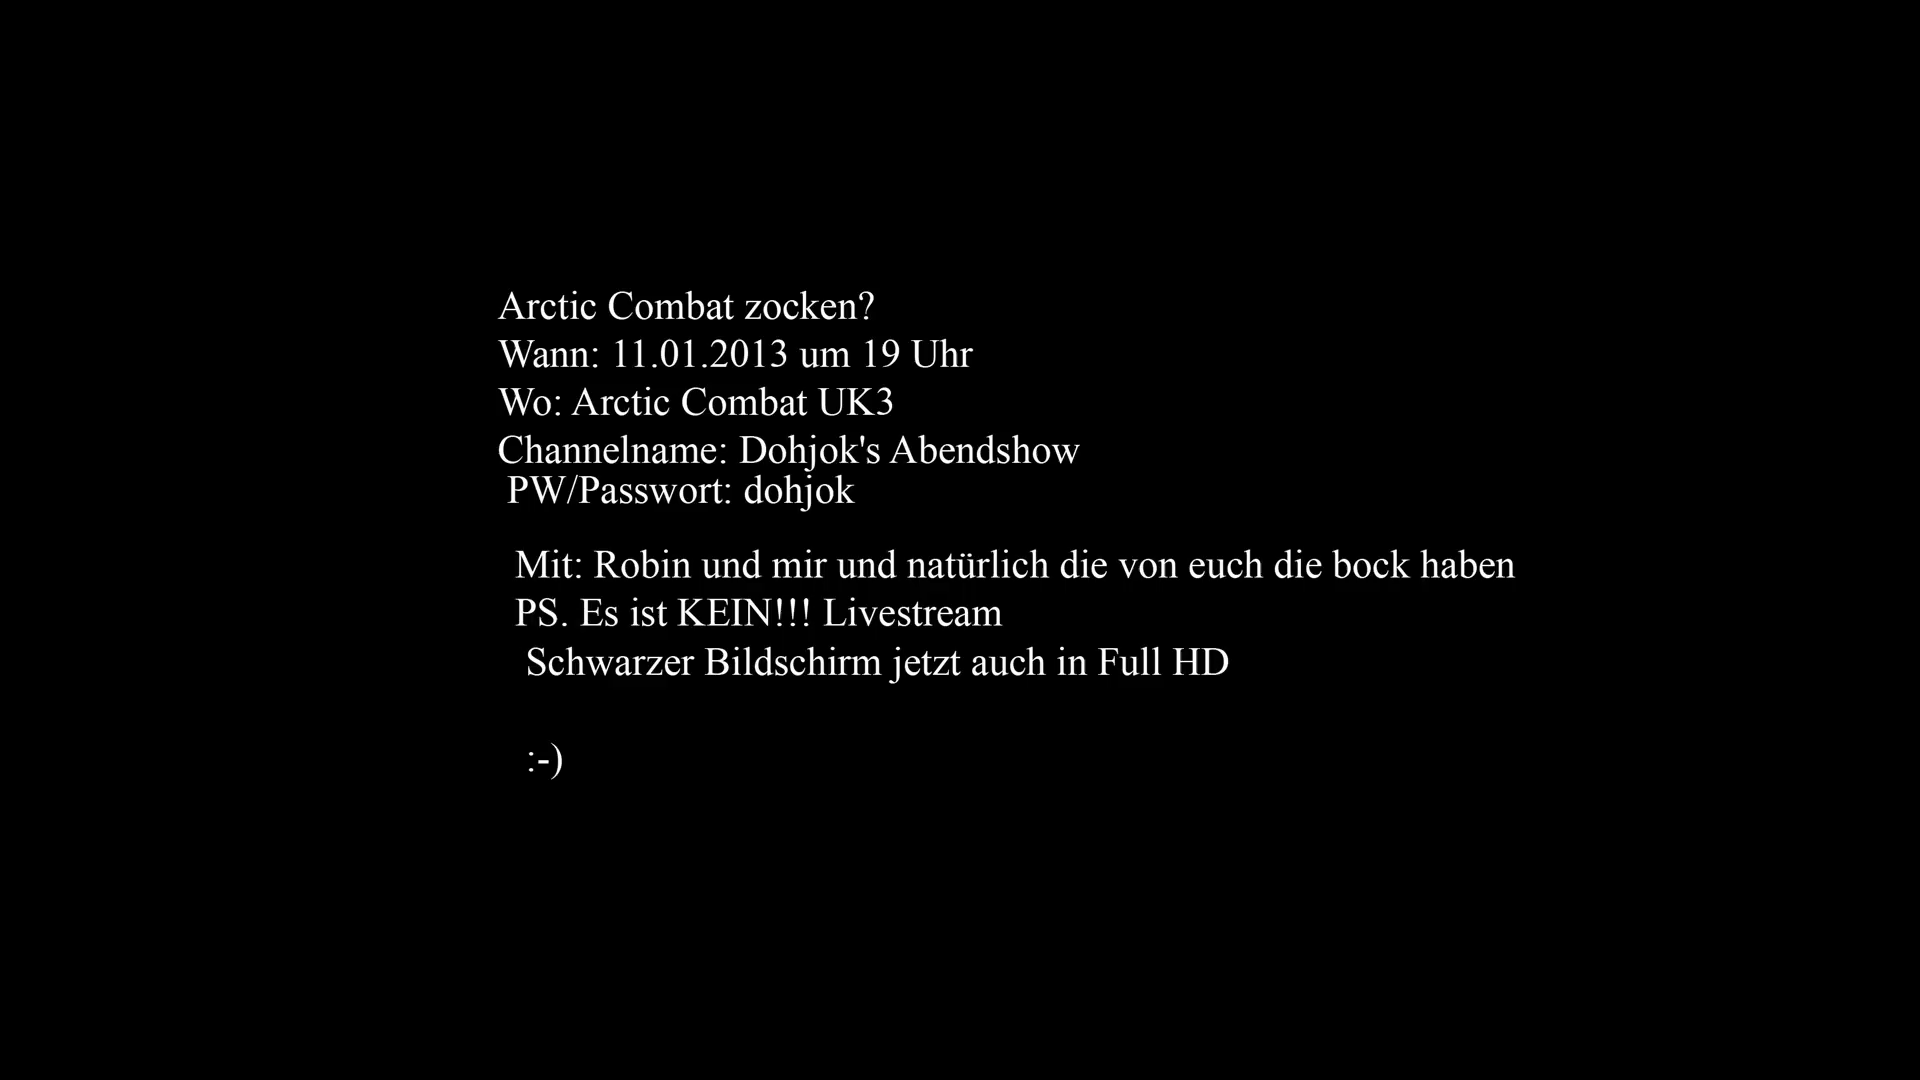 Arctic Combat zocken?
Wann: 11.01.2013 um 19 Uhr
Wo: Arctic Combat UK3
Channelname: Dohjok's Abendshow
PW/Passwort: dohjok
Mit: Robin und mir und natürlich die von euch die bock haben
PS. Es ist KEIN!!! Livestream
Schwarzer Bildschirm jetzt auch in Full HD
:-)